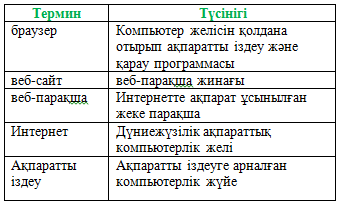 Термин Түсінігі
браузер Компьютер желісін қолдана
отырып ақпаратты іздеу және
қарау программасы
веб-сайт веб-парақша жинағы
веб-парақша Интернетте ақпарат ұсынылған
жеке парақша
Интернет Дүниежүзілік ақпараттық
компьютерлік желі
Ақпаратты Ақпаратты іздеуге арналған
іздеу компьютерлік жүйе